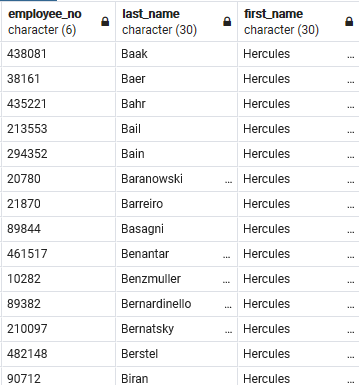 employee_no last_name first_name
character (6) character (30) character (30)
438081 Baak Hercules ...
38161 Baer Hercules ...
435221 Bahr Hercules ...
213553 Bail Hercules ...
294352 Bain Hercules ...
20780 Baranowski ... Hercules ...
21870 Barreiro Hercules ...
89844 Basagni Hercules ...
461517 Benantar ... Hercules ...
10282 Benzmuller ... Hercules ...
89382 Bernardinello ... Hercules ...
210097 Bernatsky ... Hercules ...
482148 Berstel Hercules ...
90712 Biran Hercules ...